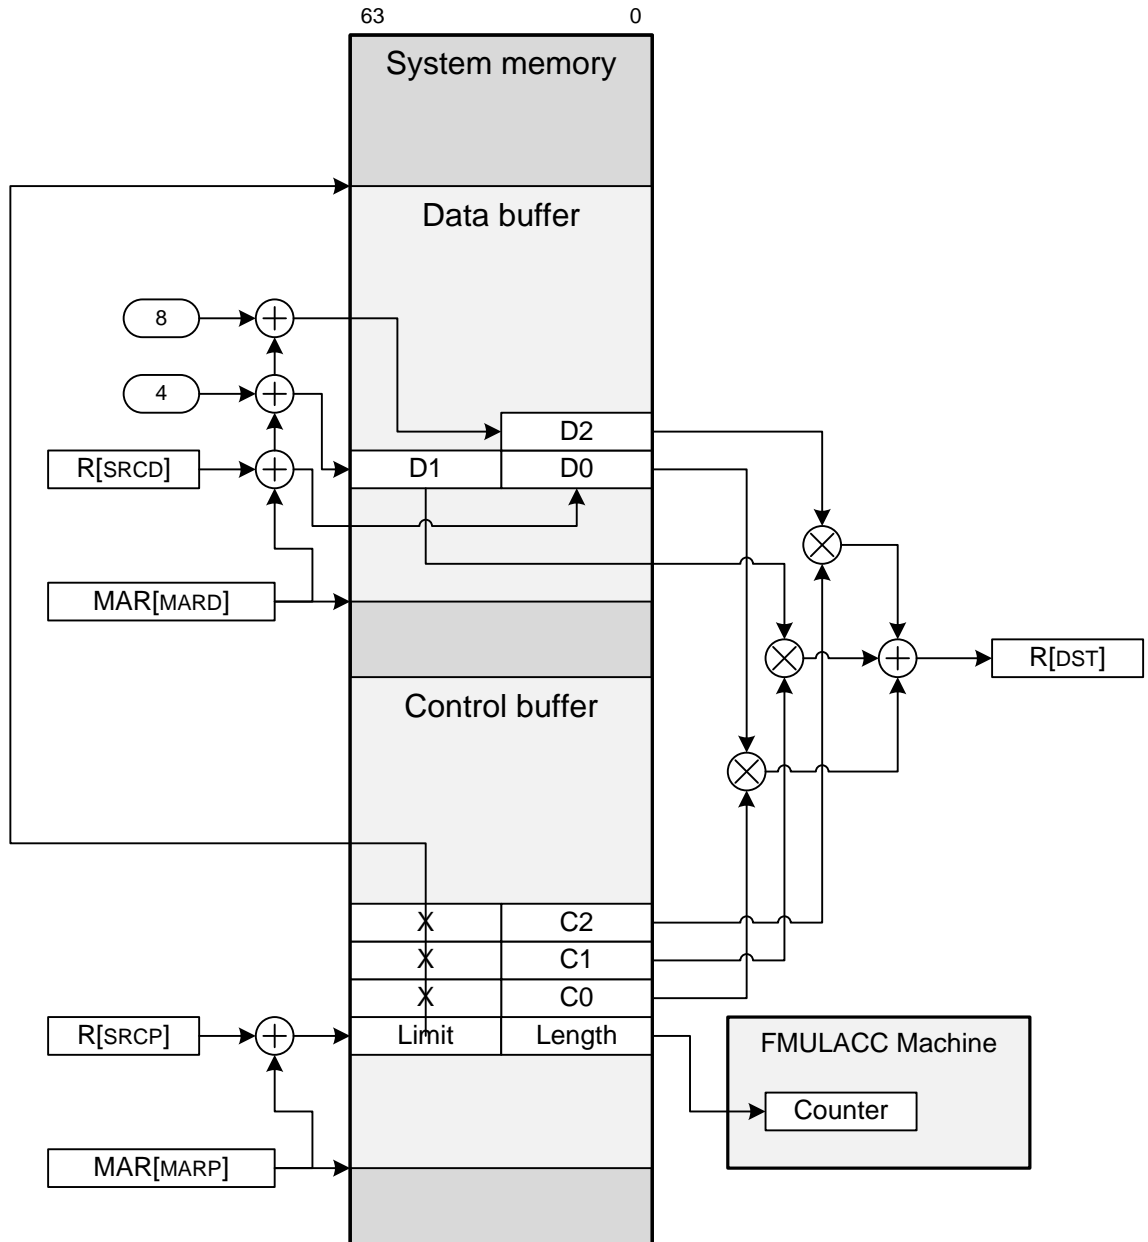 63 0
System memory
Data buffer
8
4
D2
R[SRCD] D1 D0
MAR[MARD]
R[DST]
Control buffer
X C2
X C1
X C0
R[SRCP] Limit Length
FMULACC Machine
Counter
MAR[MARP]